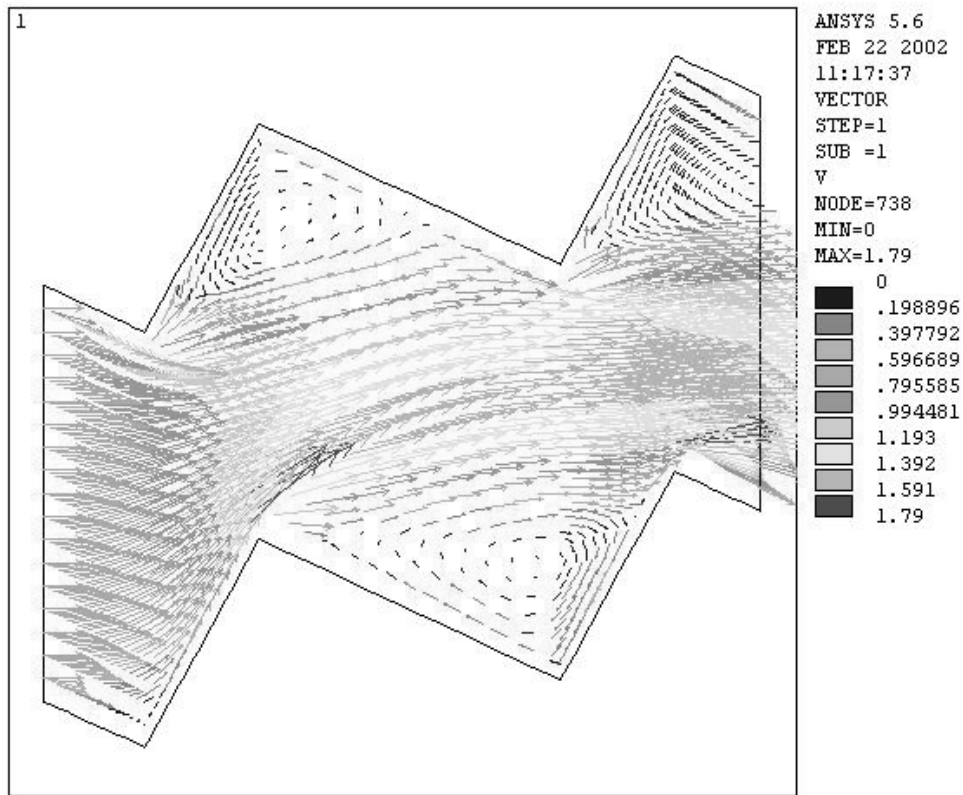 1
ANSYS 5.6
FEB 22 2002
11:17:37
VECTOR
STEP=1
SUB =1
V
NODE=738
MIN=0
MAX=1.79
0
.198896
.397792
.596689
.795585
.994481
1.193
1.392
1.591
1.79